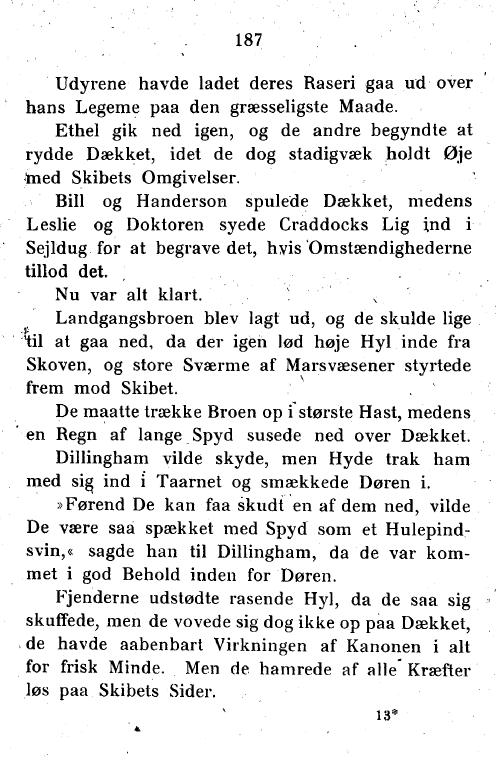 187
Udyrene havde ladet deres Raseri gaa ud over
hans Legeme paa den græsseligste Maade.
Ethel gik ned igen, og de andre begyndte at
rydde Dækket, idet de dog stadigvæk holdt Øje
med Skibets Omgivelser.
Bill og Handerson spulede Dækket, medens
Leslie og Doktoren syede Craddocks Lig ind i
Sejldug for at begrave det, hvis Omstændighederne
tillod det.
Nu var alt klart.
Landgangsbroen blev lagt ud, og de skulde lige
til at gaa ned, da der igen lød høje Hyl inde fra
Skoven, og store Sværme af Marsvæsener styrtede
frem mod Skibet.
De maatte trække Broen op i største Hast, medens
en Regn af lange Spyd susede ned over Dækket.
Dillingham vilde skyde, men Hyde trak ham
med sig ind i Taarnet og smækkede Døren i.
»Førend De kan faa skudt en af dem ned, vilde
De være saa spækket med Spyd som et Hulepind-
svin,« sagde han til Dillingham, da de var kom-
met i god Behold inden for Døren.
Fjenderne udstødte rasende Hyl, da de saa sig
skuffede, men de vovede sig dog ikke op paa Dækket,
de havde aabenbart Virkningen af Kanonen i alt
for frisk Minde. Men de hamrede af alle Kræfter
løs paa Skibets Sider.
13*